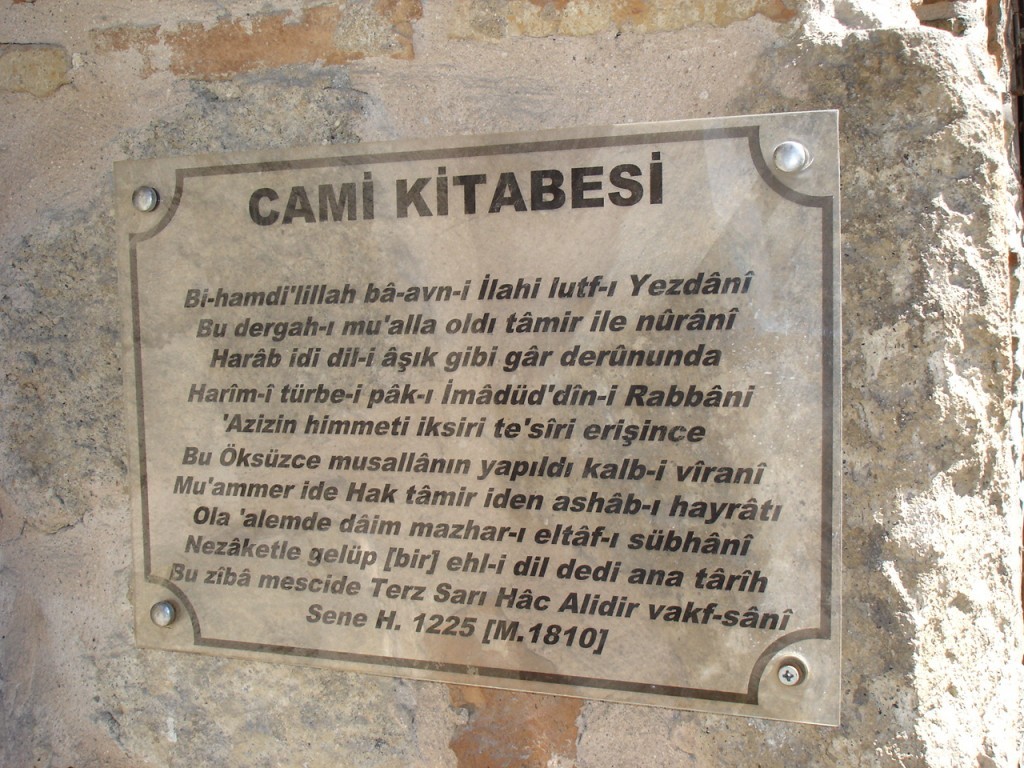 CAMİ KİTABESİ
Bi-hamdi'lillah bâ-avn-i İlahi lutf-ı Yezdânî
Bu dergah-ı mu'alla oldı tâmir ile nûrânî
Harâb idi dil-i âşık gibi gâr derûnunda
Harîm-î türbe-i pâk-ı İmâdüd'dîn-i Rabbâni
'Azizin himmeti iksiri te'sîri erişince
Bu Öksüzce musallânın yapıldı kalb-i vîranî
Mu'ammer ide Hak tâmir iden ashâb-ı hayrâtı
Ola 'alemde dâim mazhar-ı eltâf-ı sübhânî
Nezâketle gelüp [bir] ehl-i dil dedi ana târîh
Bu zîbâ mescide Terz Sarı Hâc Alidir vakf-sânî
Sene H. 1225 [M.1810]